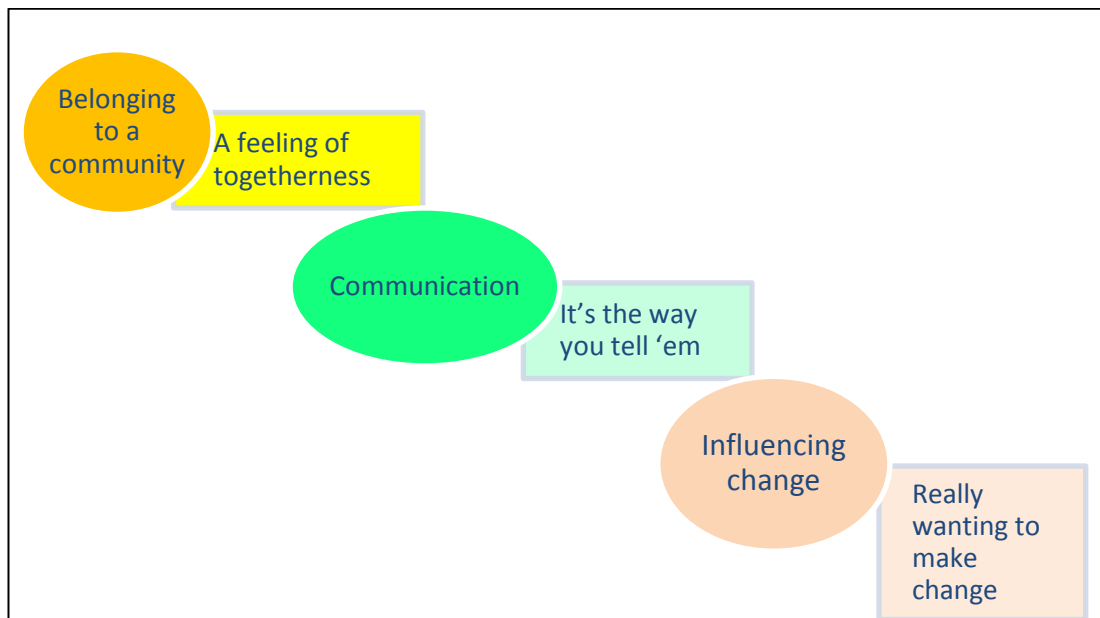 Belonging
to a
community
A feeling of
togetherness
Communication
It’s the way
you tell ‘em
Influencing
change
Really
wanting to
make
change